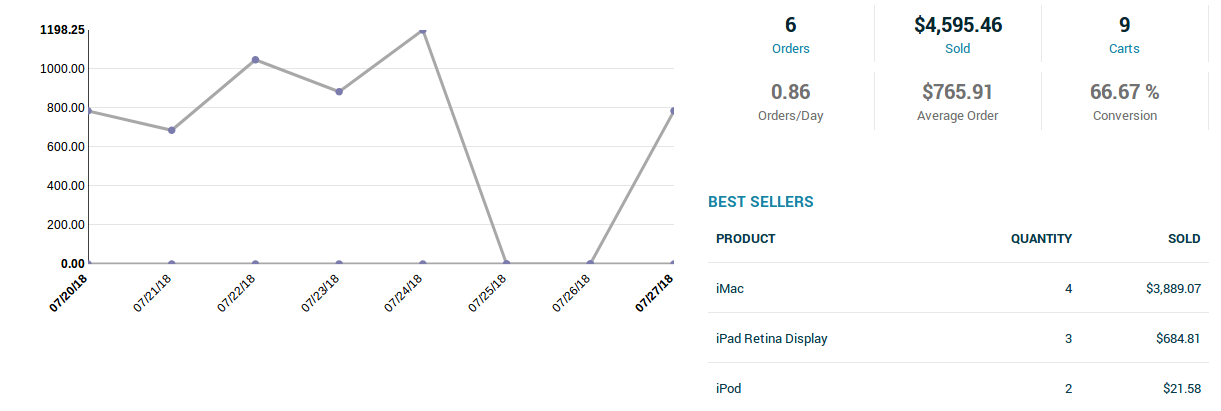 1198.25
1000.00
800.00
600.00
400.00
200.00
0.00
07/20/18 07/21/18 07/22/18 07/23/18 07/24/18 07/25/18 07/26/18 07/27/18
6 $4,595.46 9
Orders Sold Carts
0.86 $765.91 66.67 %
Orders/Day Average Order Conversion
BEST SELLERS
PRODUCT QUANTITY SOLD
iMac 4 $3,889.07
iPad Retina Display 3 $684.81
iPod 2 $21.58